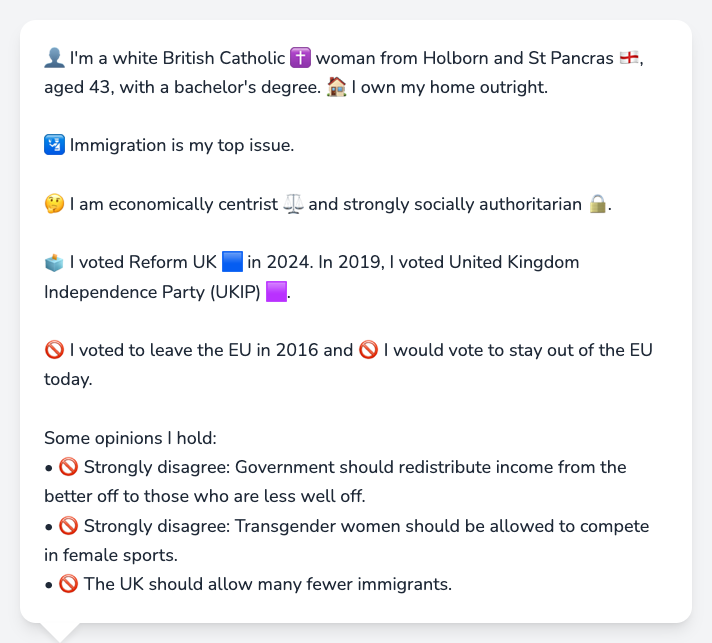 👤 I'm a white British Catholic ✝️ woman from Holborn and St Pancras 🏴󠁧󠁢󠁥󠁮󠁧󠁿,
aged 43, with a bachelor's degree. 🏠 I own my home outright.
🛂 Immigration is my top issue.
🤔 I am economically centrist ⚖️ and strongly socially authoritarian 🔒.
🗳️ I voted Reform UK 🟦 in 2024. In 2019, I voted United Kingdom
Independence Party (UKIP) 🟪.
🚫 I voted to leave the EU in 2016 and 🚫 I would vote to stay out of the EU
today.
Some opinions I hold:
• 🚫 Strongly disagree: Government should redistribute income from the
better off to those who are less well off.
• 🚫 Strongly disagree: Transgender women should be allowed to compete
in female sports.
• 🚫 The UK should allow many fewer immigrants.